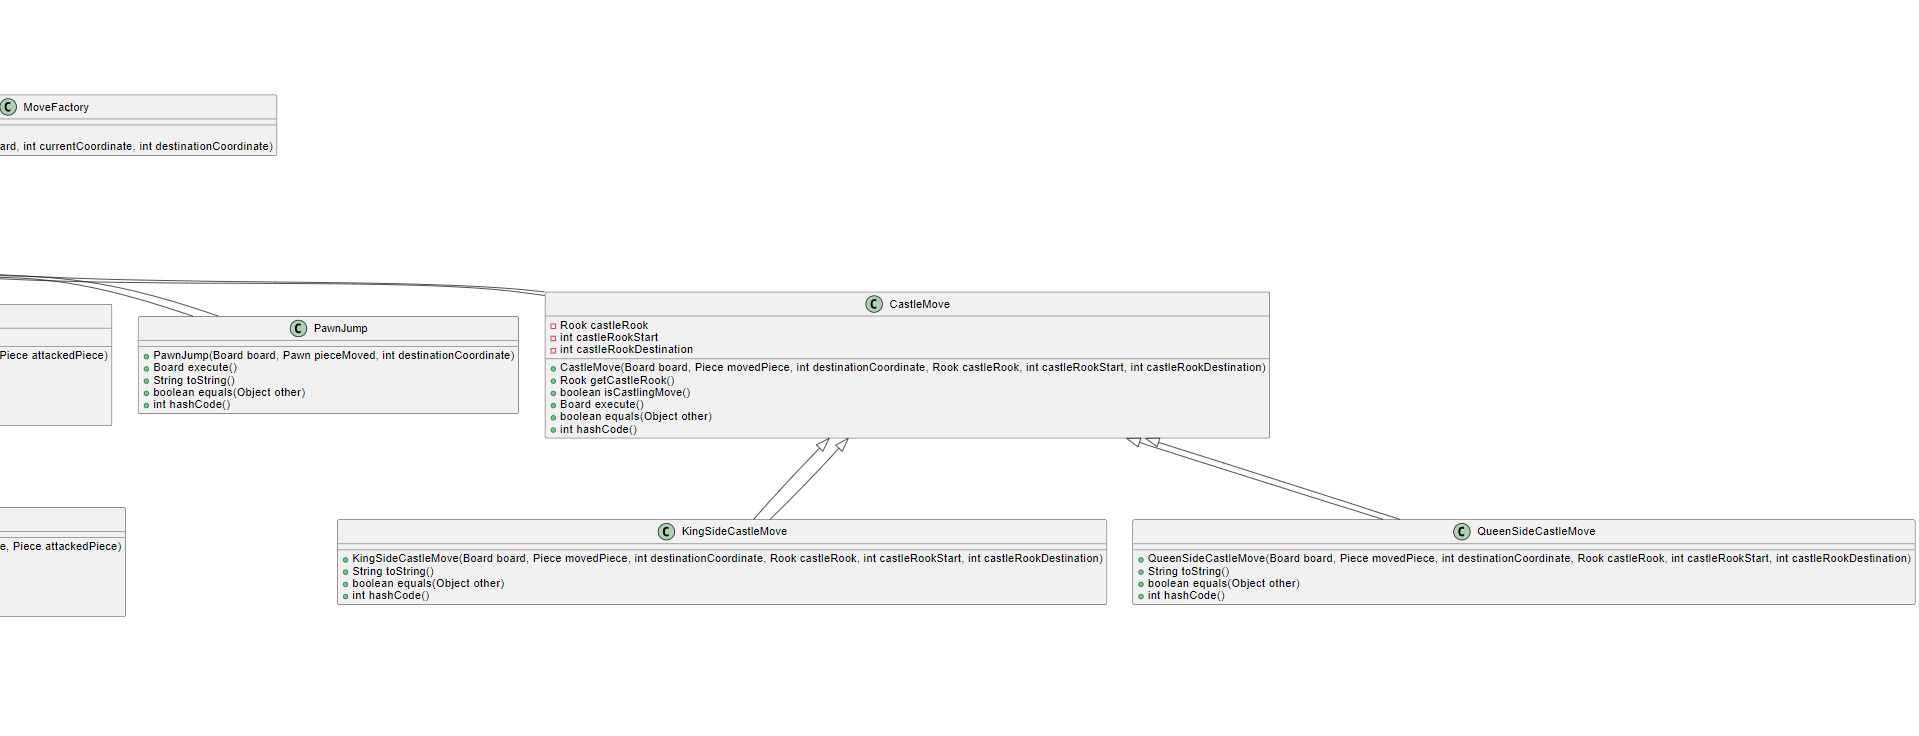 C MoveFactory
ard, int currentCoordinate, int destinationCoordinate)
Piece attackedPiece)
C PawnJump
PawnJump(Board board, Pawn pieceMoved, int destinationCoordinate)
Board execute()
String toString()
boolean equals(Object other)
int hashCode()
C CastleMove
Rook castleRook
int castleRookStart
int castleRookDestination
CastleMove(Board board, Piece movedPiece, int destinationCoordinate, Rook castleRook, int castleRookStart, int castleRookDestination)
Rook getCastleRook()
boolean isCastlingMove()
Board execute()
boolean equals(Object other)
int hashCode()
e, Piece attackedPiece)
C KingSideCastleMove
KingSideCastleMove(Board board, Piece movedPiece, int destinationCoordinate, Rook castleRook, int castleRookStart, int castleRookDestination)
String toString()
boolean equals(Object other)
int hashCode()
C QueenSideCastleMove
QueenSideCastleMove(Board board, Piece movedPiece, int destinationCoordinate, Rook castleRook, int castleRookStart, int castleRookDestination)
String toString()
boolean equals(Object other)
int hashCode()